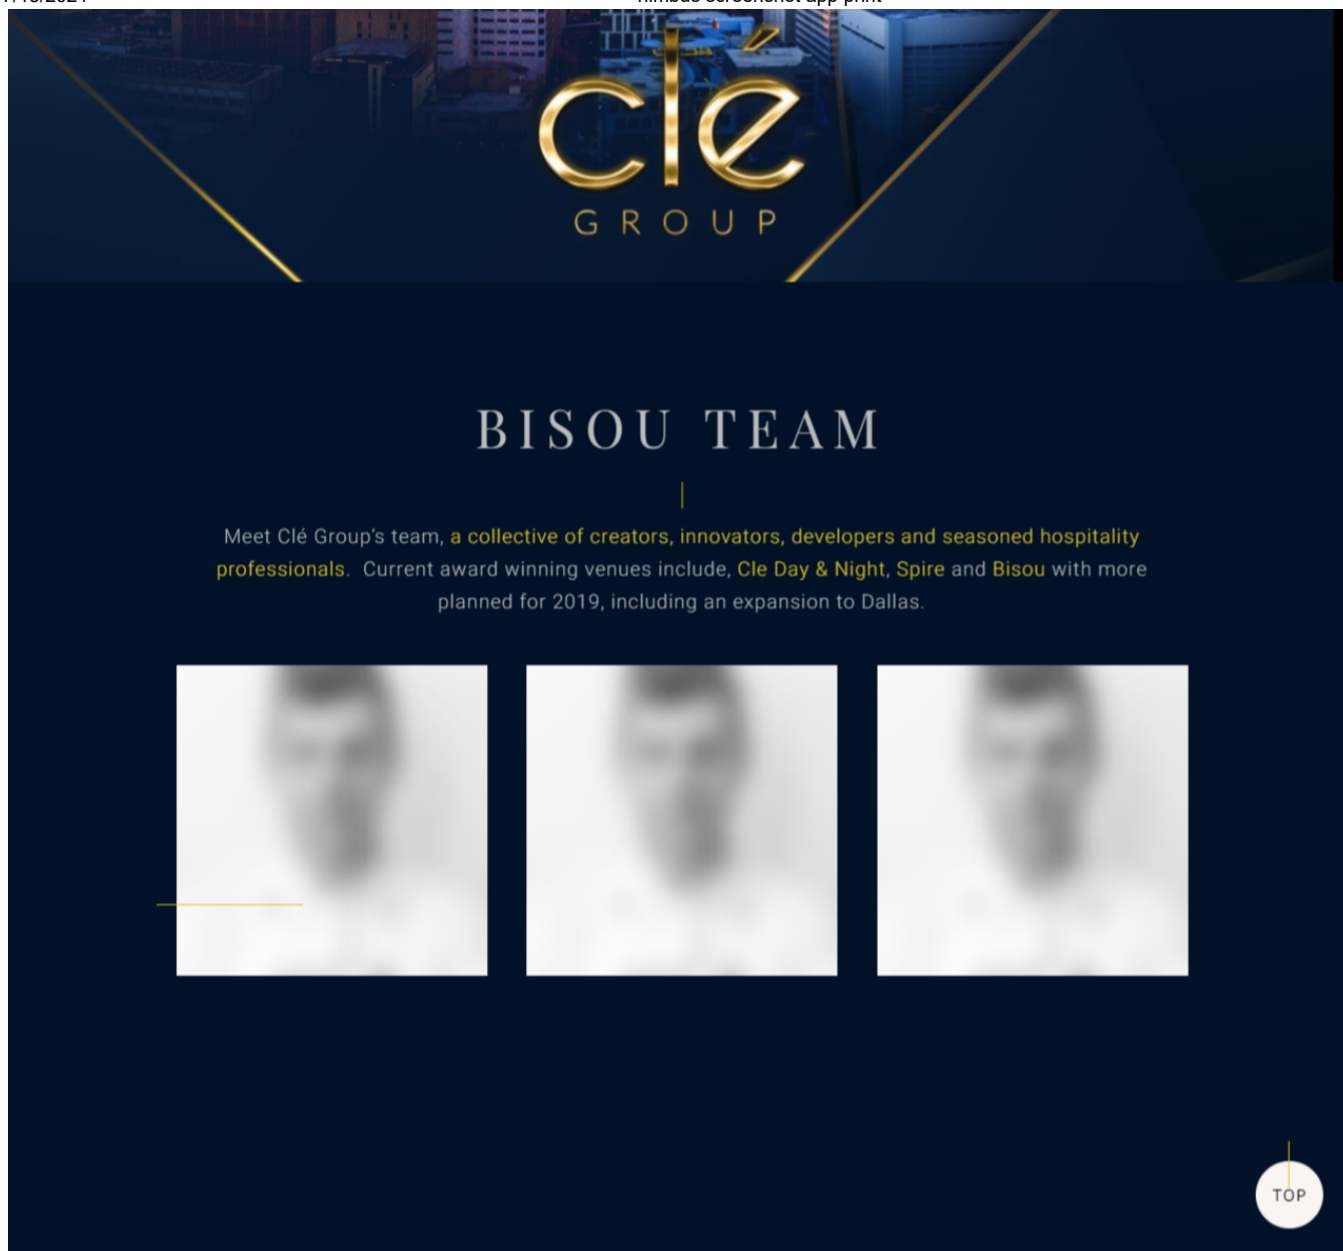 clé
GROUP
BISOU TEAM
Meet Clé Group's team, a collective of creators, innovators, developers and seasoned hospitality
professionals.  Current award winning venues include, Cle Day & Night, Spire and Bisou with more
planned for 2019, including an expansion to Dallas.
TOP